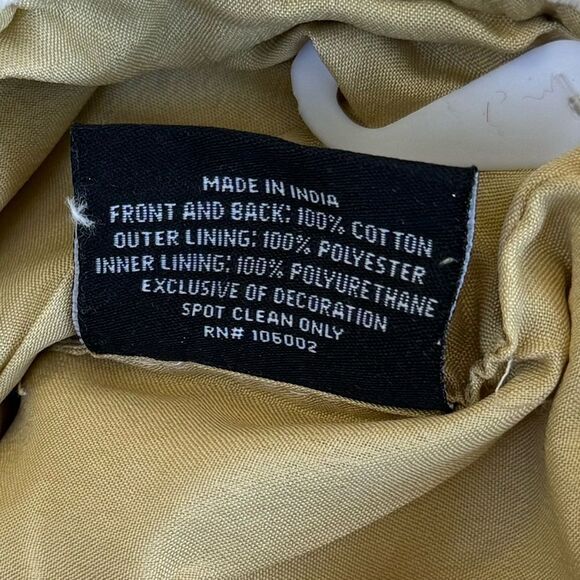 MADE IN INDIA
FRONT AND BACK: 100% COTTON
OUTER LINING: 100% POLYESTER
INNER LINING: 100% POLYURETHANE
EXCLUSIVE OF DECORATION
SPOT CLEAN ONLY
RN# 106002